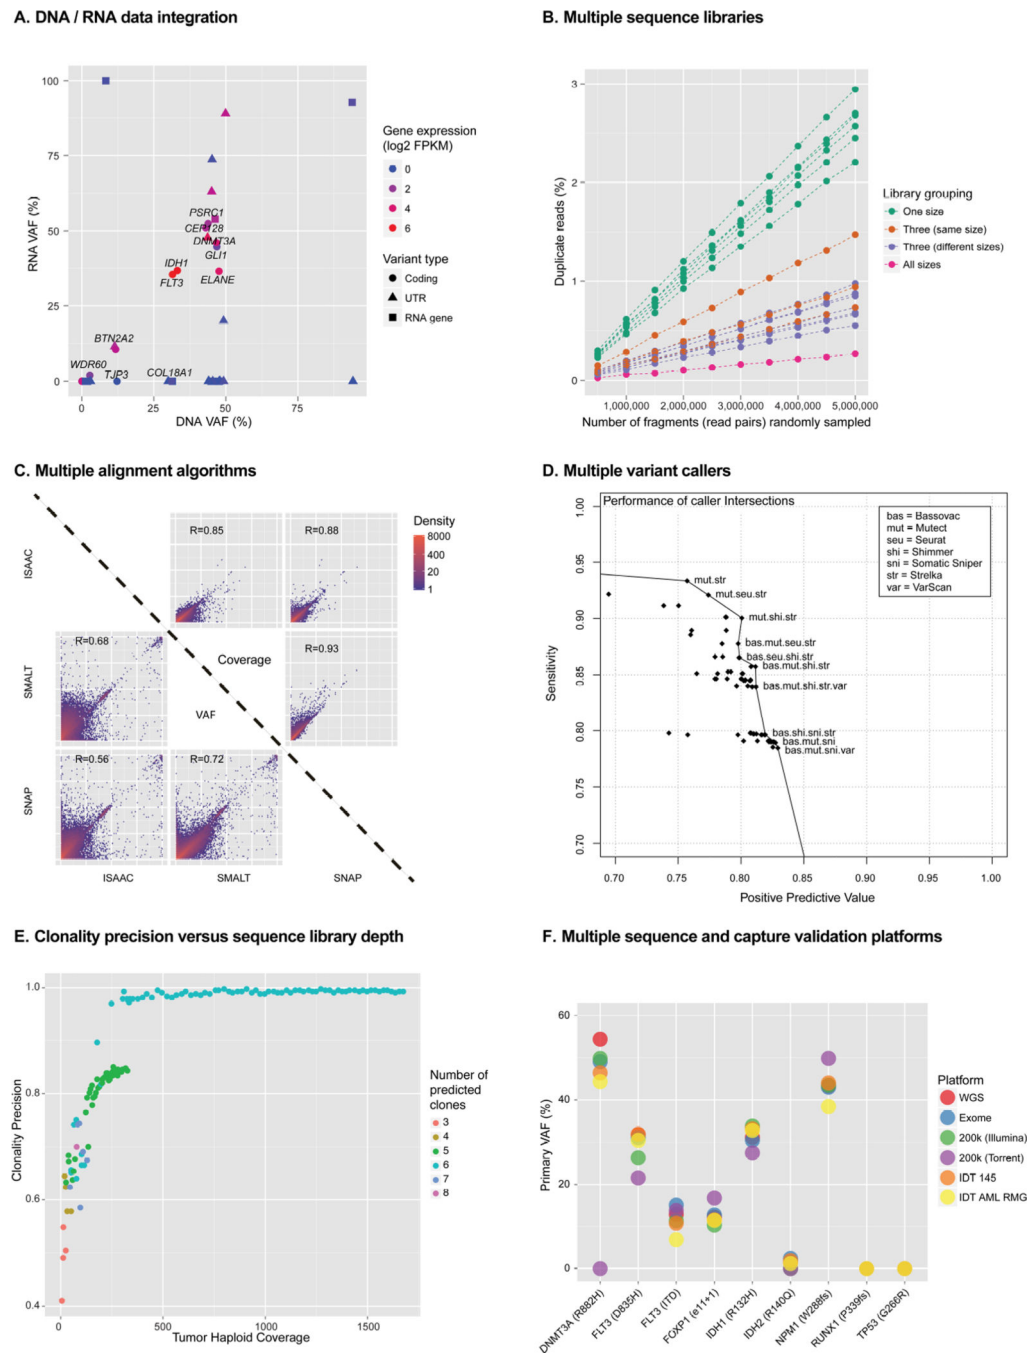 A. DNA / RNA data integration
RNA VAF (%)
100
75
50
25
0
0
25
50
75
DNA VAF (%)
PSRC1
CEP128
DNMT3A
GLI1
IDH1
FLT3
ELANE
BTN2A2
WDR60
TJP3
COL18A1
Gene expression
(log2 FPKM)
0
2
4
6
Variant type
Coding
UTR
RNA gene
B. Multiple sequence libraries
Duplicate reads (%)
3
2
1
0
1,000,000
2,000,000
3,000,000
4,000,000
5,000,000
Number of fragments (read pairs) randomly sampled
Library grouping
One size
Three (same size)
Three (different sizes)
All sizes
C. Multiple alignment algorithms
ISAAC
SMALT
SNAP
R=0.85
R=0.88
R=0.68
Coverage
R=0.93
VAF
R=0.56
R=0.72
ISAAC
SMALT
SNAP
Density
8000
400
20
1
D. Multiple variant callers
Performance of caller Intersections
Sensitivity
1.00
0.95
0.90
0.85
0.80
0.75
0.70
0.70
0.75
0.80
0.85
0.90
0.95
1.00
Positive Predictive Value
bas = Bassovac
mut = Mutect
seu = Seurat
shi = Shimmer
sni = Somatic Sniper
str = Strelka
var = VarScan
mut.str
mut.seu.str
mut.shi.str
bas.mut.seu.str
bas.seu.shi.str
bas.mut.shi.str
bas.mut.shi.str.var
bas.shi.sni.str
bas.mut.sni
bas.mut.sni.var
E. Clonality precision versus sequence library depth
Clonality Precision
1.0
0.8
0.6
0.4
0
500
1000
1500
Tumor Haploid Coverage
Number of
predicted
clones
3
4
5
6
7
8
F. Multiple sequence and capture validation platforms
Primary VAF (%)
60
40
20
0
DNMT3A (R882H)
FLT3 (D835H)
FLT3 (ITD)
FOXP1 (e11+1)
IDH1 (R132H)
IDH2 (R140Q)
NPM1 (W288fs)
RUNX1 (P339fs)
TP53 (G266R)
Platform
WGS
Exome
200k (Illumina)
200k (Torrent)
IDT 145
IDT AML RMG